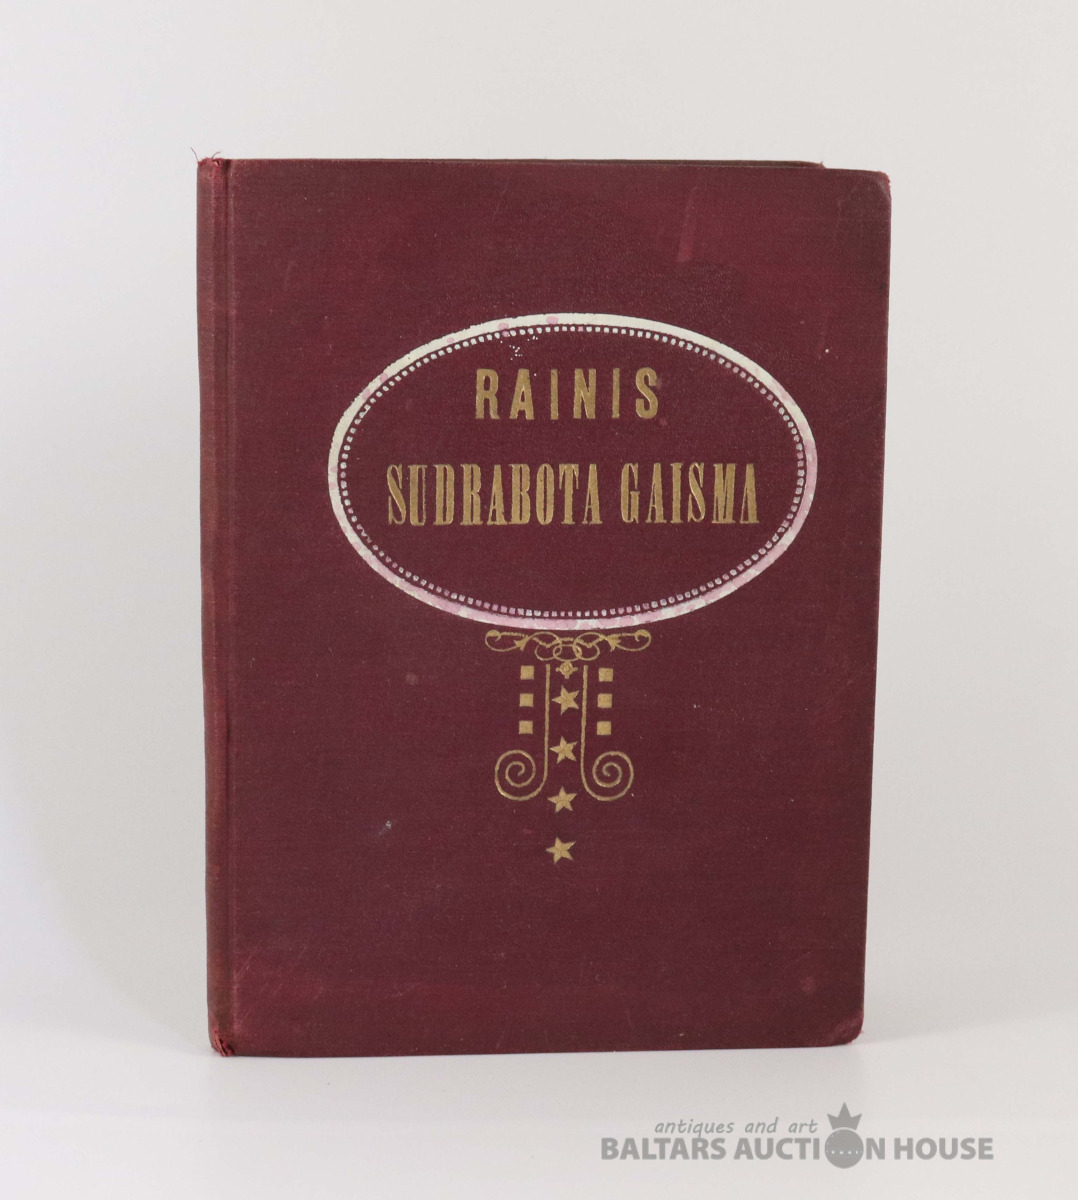 RAINIS
SUDRABOTA GAISMA
antiques and art
BALTARS AUCTION HOUSE